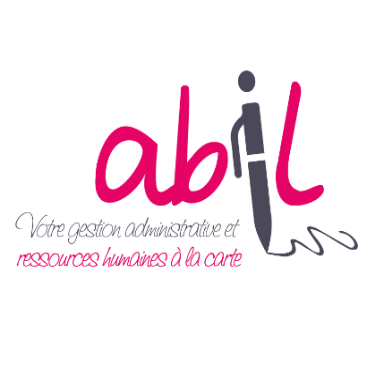 abil
Votre gestion administrative et
ressources humaines à la carte